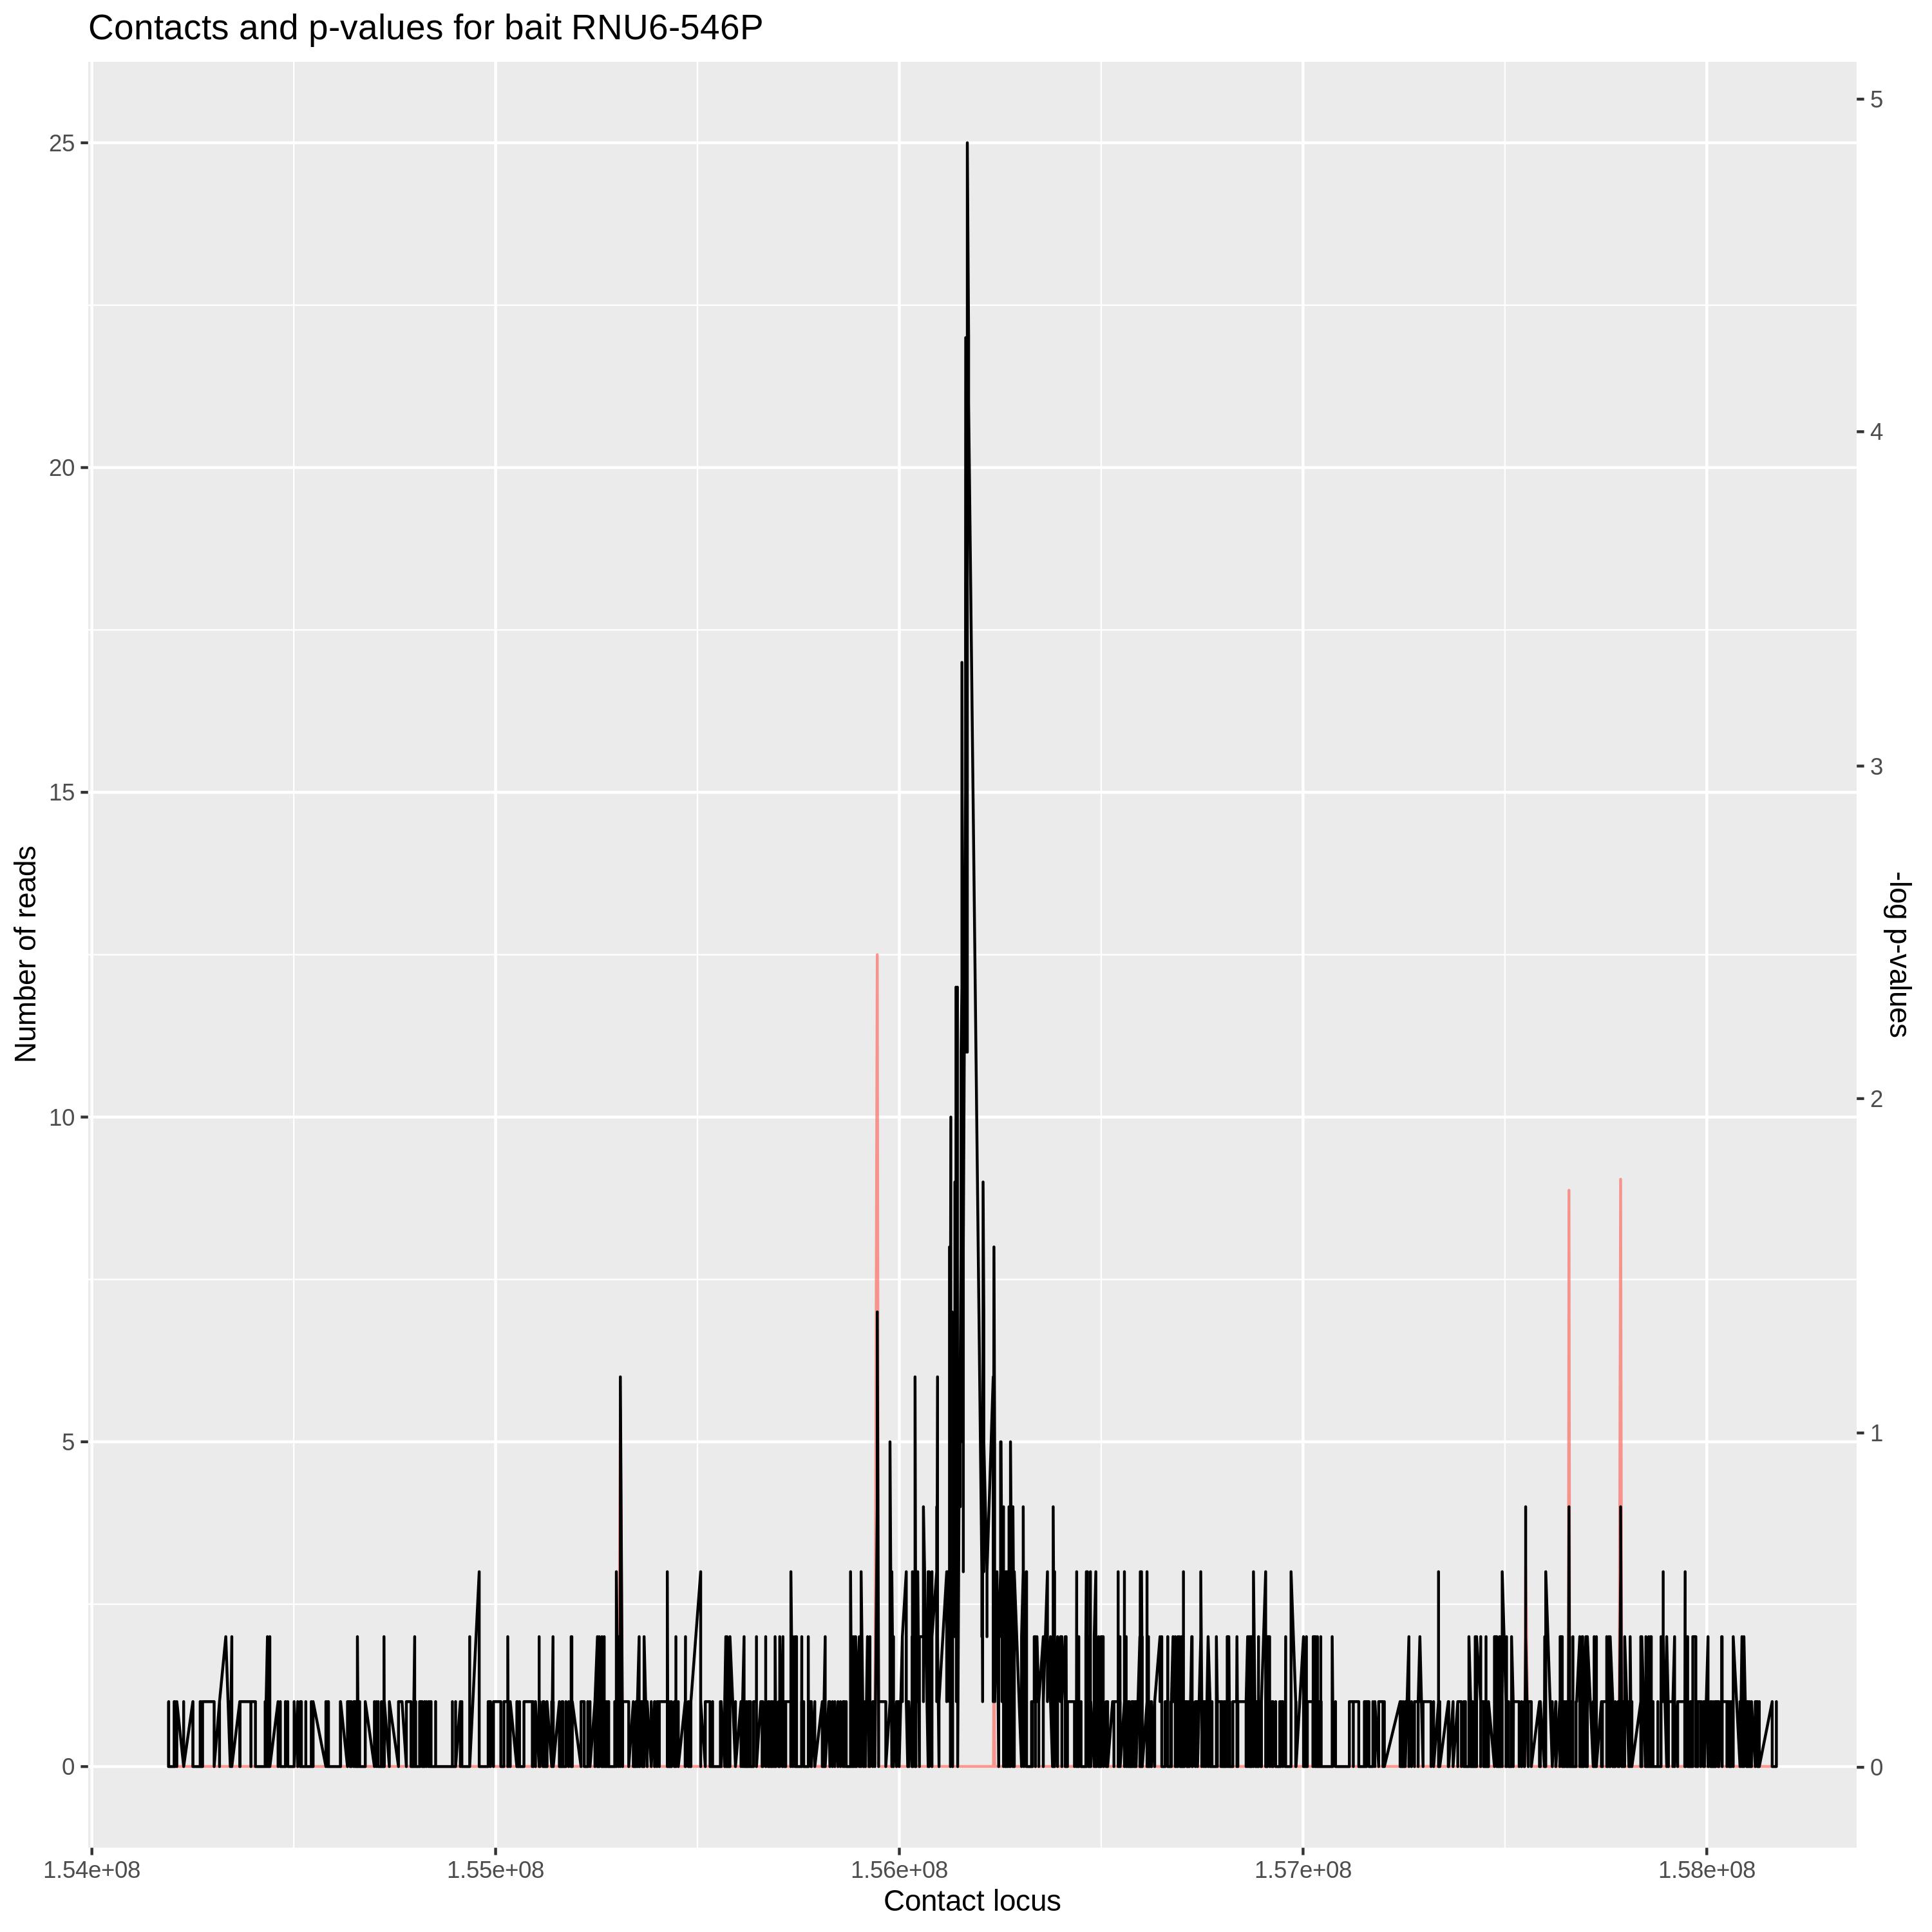 Contacts and p-values for bait RNU6-546P
25
20
15
10
5
0
Number of reads
5
4
3
2
1
0
-log p-values
1.54e+08
1.55e+08
1.56e+08
1.57e+08
1.58e+08
Contact locus